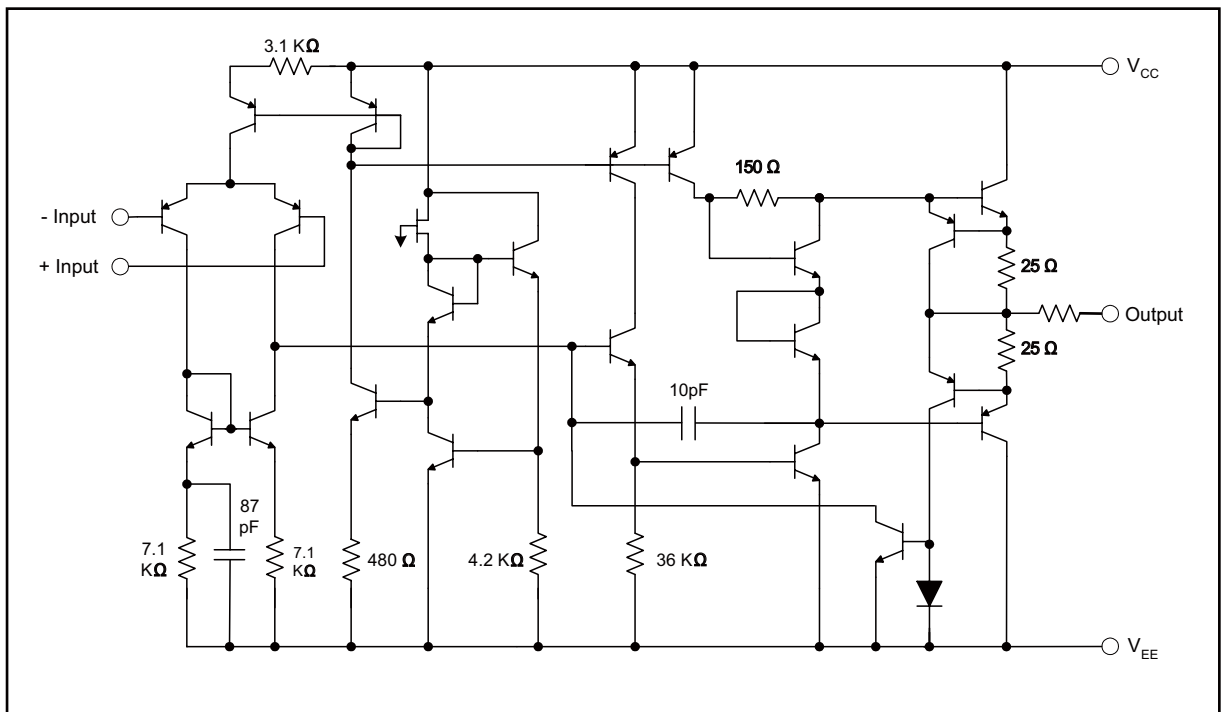 3.1 KΩ
V_CC
150 Ω
- Input
+ Input
25 Ω
Output
25 Ω
10pF
87
pF
7.1
KΩ
7.1
KΩ
480 Ω
4.2 KΩ
36 KΩ
V_EE